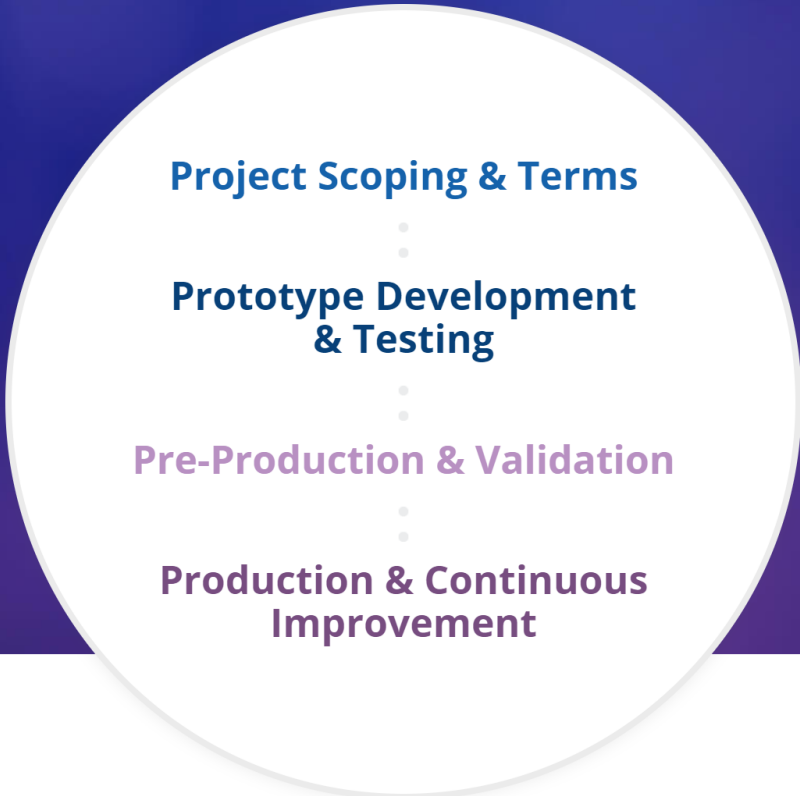 Project Scoping & Terms
Prototype Development
& Testing
Pre-Production & Validation
Production & Continuous
Improvement